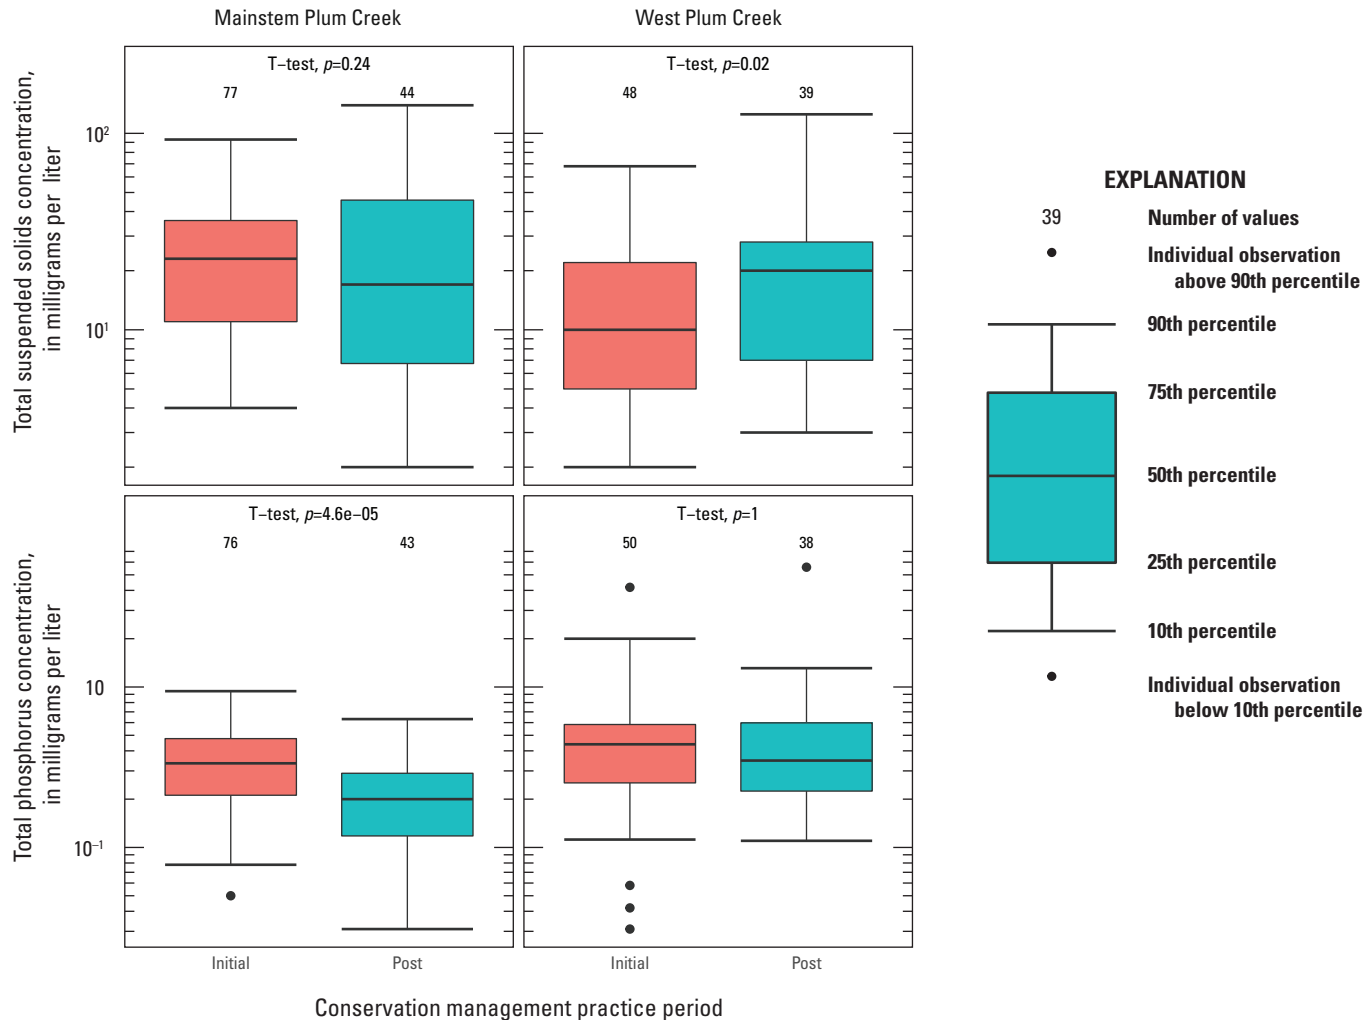 Mainstem Plum Creek
West Plum Creek
Total suspended solids concentration,
in milligrams per liter
T–test, p=0.24
77
44
10²
10¹
T–test, p=0.02
48
39
Total phosphorus concentration,
in milligrams per liter
T–test, p=4.6e–05
76
43
10
10⁻¹
T–test, p=1
50
38
Initial
Post
Initial
Post
Conservation management practice period
EXPLANATION
39
Number of values
Individual observation
above 90th percentile
90th percentile
75th percentile
50th percentile
25th percentile
10th percentile
Individual observation
below 10th percentile